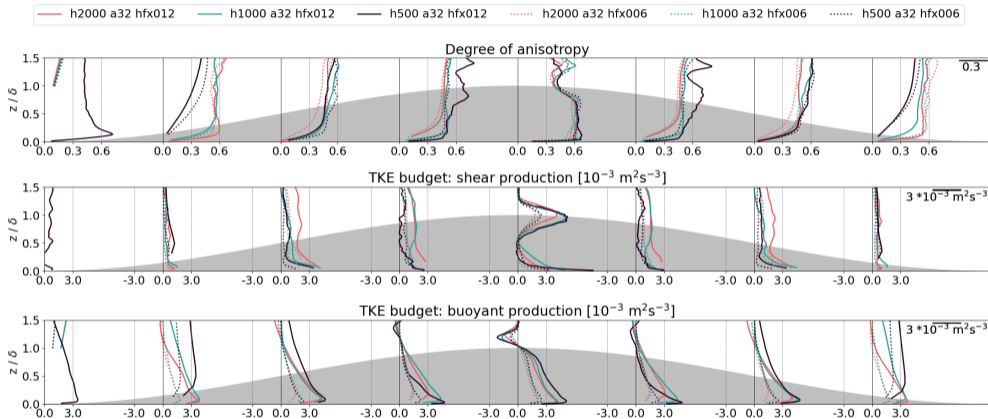 h2000 a32 hfx012 h1000 a32 hfx012 h500 a32 hfx012 h2000 a32 hfx006 h1000 a32 hfx006 h500 a32 hfx006
Degree of anisotropy
z / δ
1.5
1.0
0.5
0.0
0.3
0.0 0.3 0.6 0.0 0.3 0.6 0.0 0.3 0.6 0.0 0.3 0.6 0.0 0.3 0.6 0.0 0.3 0.6 0.0 0.3 0.6 0.0 0.3 0.6
TKE budget: shear production [10⁻³ m²s⁻³]
z / δ
1.5
1.0
0.5
0.0
3 *10⁻³ m²s⁻³
0.0 3.0 -3.0 0.0 3.0 -3.0 0.0 3.0 -3.0 0.0 3.0 -3.0 0.0 3.0 -3.0 0.0 3.0 -3.0 0.0 3.0 -3.0 0.0 3.0
TKE budget: buoyant production [10⁻³ m²s⁻³]
z / δ
1.5
1.0
0.5
0.0
3 *10⁻³ m²s⁻³
0.0 3.0 -3.0 0.0 3.0 -3.0 0.0 3.0 -3.0 0.0 3.0 -3.0 0.0 3.0 -3.0 0.0 3.0 -3.0 0.0 3.0 -3.0 0.0 3.0